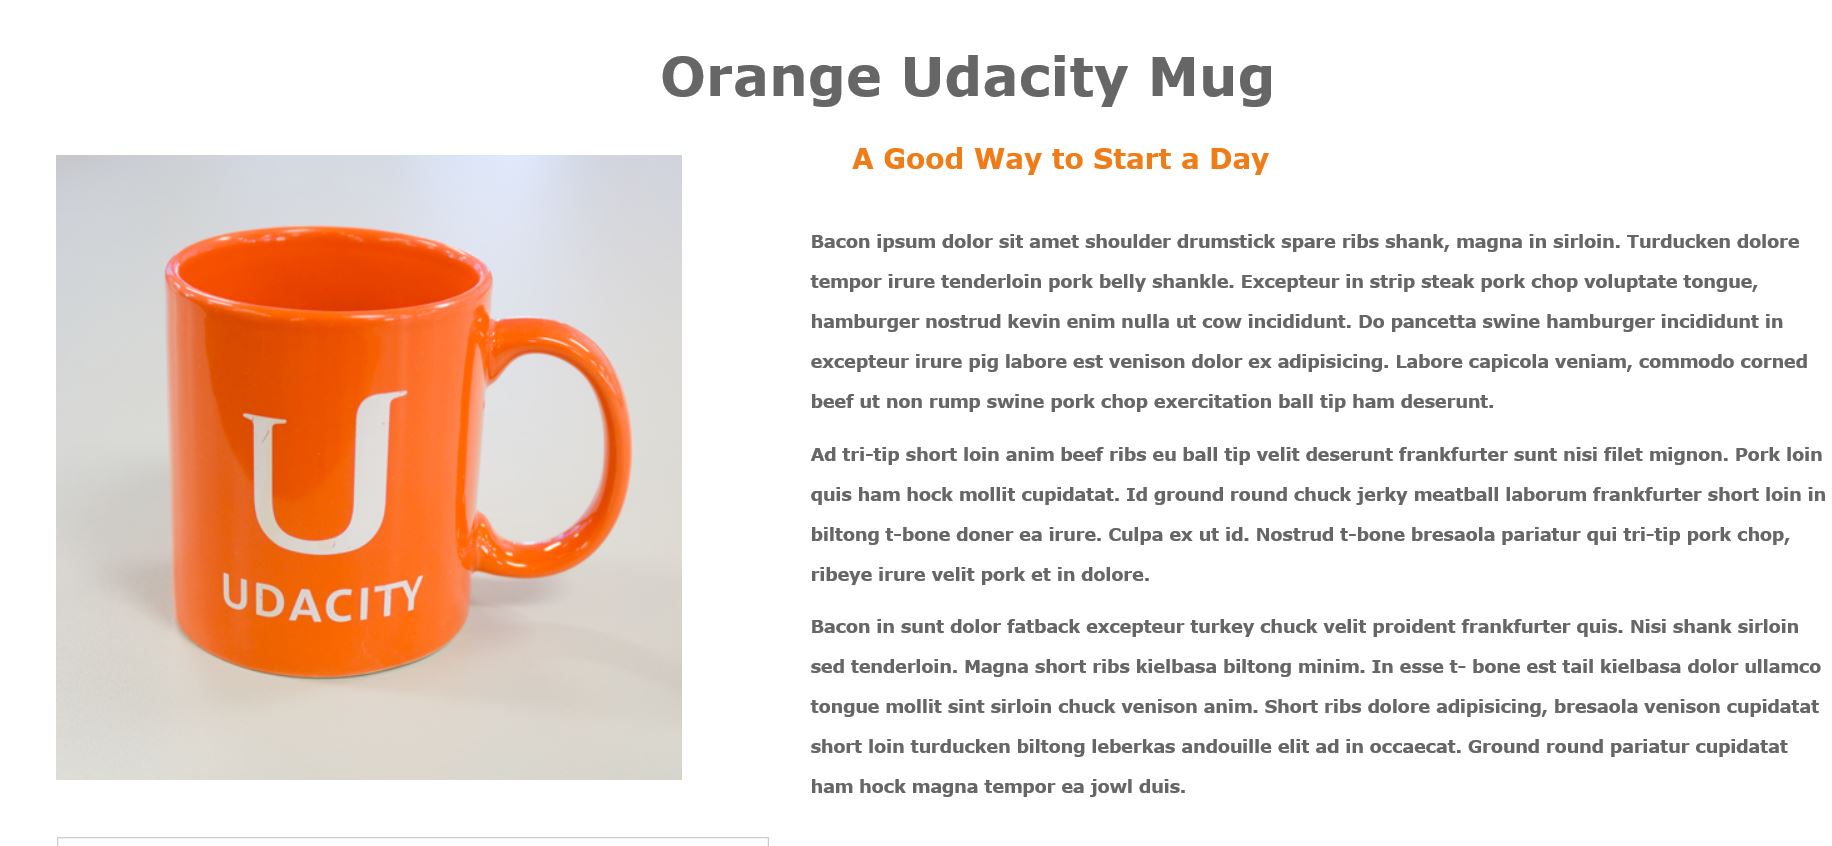 Orange Udacity Mug
A Good Way to Start a Day
U
UDACITY
Bacon ipsum dolor sit amet shoulder drumstick spare ribs shank, magna in sirloin. Turducken dolore
tempor irure tenderloin pork belly shankle. Excepteur in strip steak pork chop voluptate tongue,
hamburger nostrud kevin enim nulla ut cow incididunt. Do pancetta swine hamburger incididunt in
excepteur irure pig labore est venison dolor ex adipisicing. Labore capicola veniam, commodo corned
beef ut non rump swine pork chop exercitation ball tip ham deserunt.
Ad tri-tip short loin anim beef ribs eu ball tip velit deserunt frankfurter sunt nisi filet mignon. Pork loin
quis ham hock mollit cupidatat. Id ground round chuck jerky meatball laborum frankfurter short loin in
biltong t-bone doner ea irure. Culpa ex ut id. Nostrud t-bone bresaola pariatur qui tri-tip pork chop,
ribeye irure velit pork et in dolore.
Bacon in sunt dolor fatback excepteur turkey chuck velit proident frankfurter quis. Nisi shank sirloin
sed tenderloin. Magna short ribs kielbasa biltong minim. In esse t- bone est tail kielbasa dolor ullamco
tongue mollit sint sirloin chuck venison anim. Short ribs dolore adipisicing, bresaola venison cupidatat
short loin turducken biltong leberkas andouille elit ad in occaecat. Ground round pariatur cupidatat
ham hock magna tempor ea jowl duis.